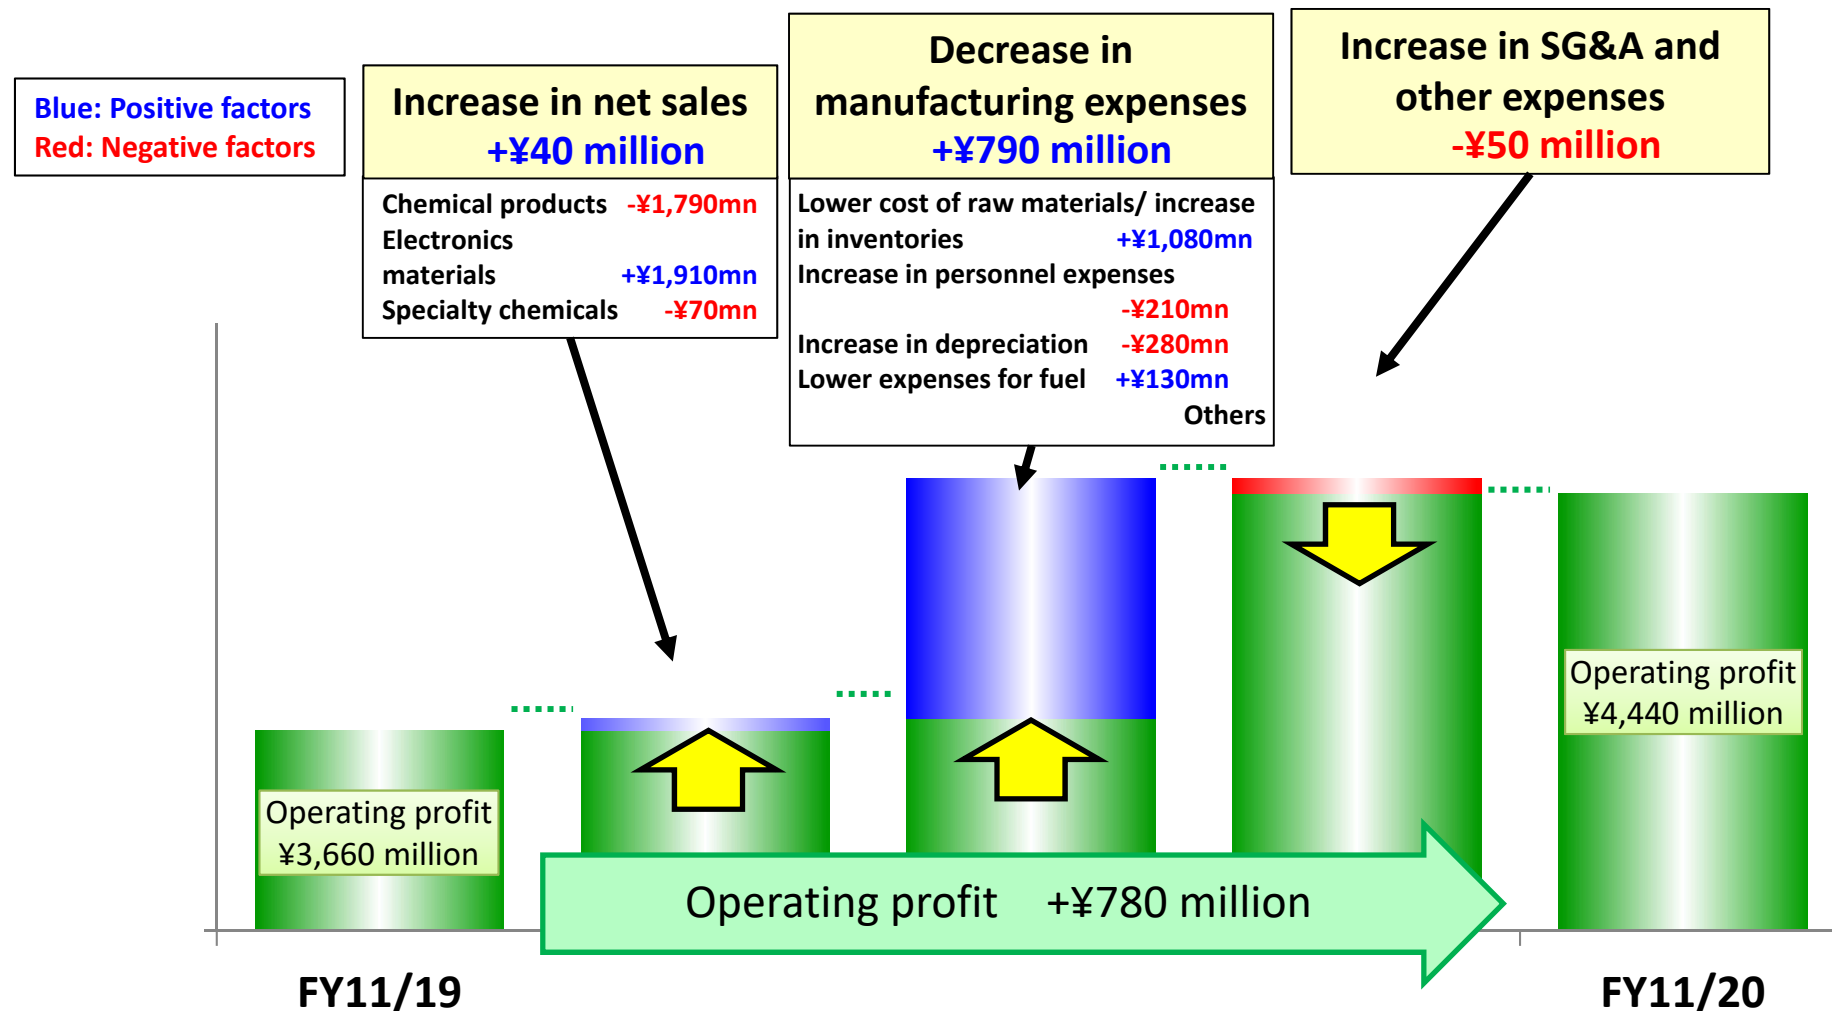 Blue: Positive factors
Red: Negative factors
Increase in net sales
+¥40 million
Chemical products -¥1,790mn
Electronics
materials +¥1,910mn
Specialty chemicals -¥70mn
Decrease in
manufacturing expenses
+¥790 million
Lower cost of raw materials/ increase
in inventories +¥1,080mn
Increase in personnel expenses
-¥210mn
Increase in depreciation -¥280mn
Lower expenses for fuel +¥130mn
Others
Increase in SG&A and
other expenses
-¥50 million
Operating profit
¥3,660 million
Operating profit
¥4,440 million
Operating profit +¥780 million
FY11/19
FY11/20